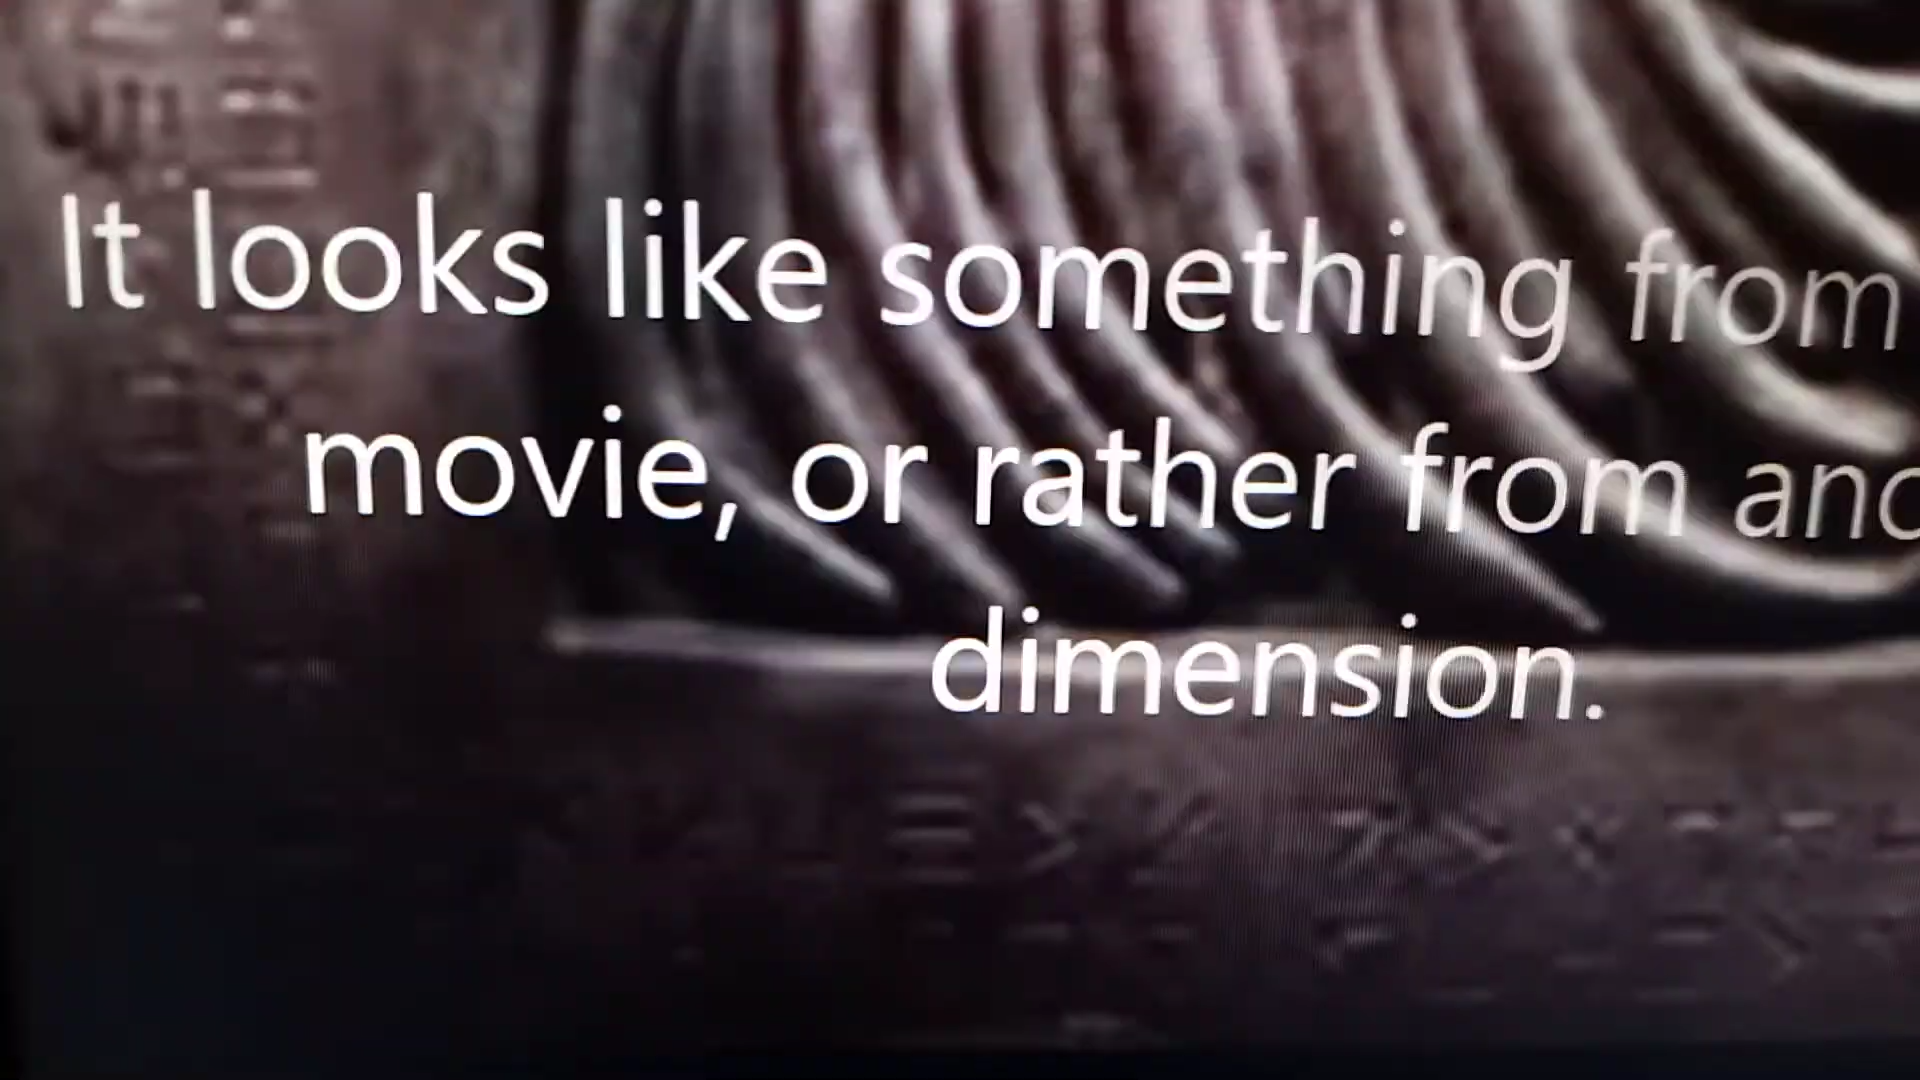 It looks like something from
movie, or rather from
dimension.